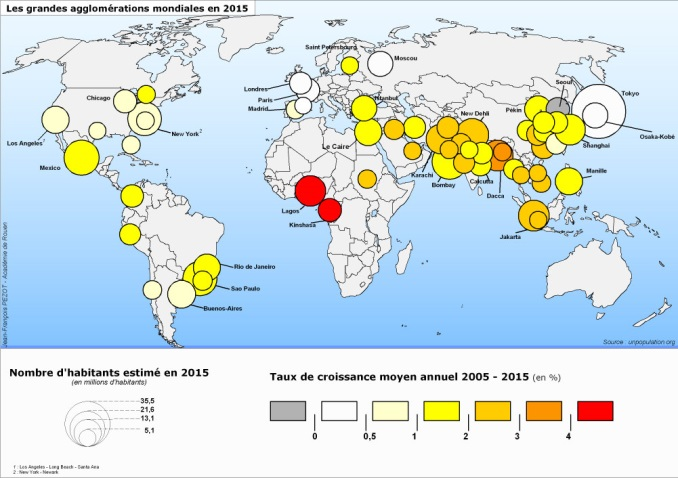 Les grandes agglomérations mondiales en 2015
Saint Petersbourg
Moscou
Londres
Paris
Madrid
Istanbul
Chicago
New York 2
Los Angeles 1
Mexico
Le Caire
Lagos
Kinshasa
Rio de Janeiro
Sao Paulo
Buenos-Aires
Seoul
Tokyo
Pékin
New Dehli
Osaka-Kobé
Shanghai
Karachi
Bombay
Calcutta
Dacca
Manille
Jakarta
Jean-François PEZOT - Académie de Rouen
Source : unpopulation.org
Nombre d'habitants estimé en 2015
(en millions d'habitants)
35,5
21,6
13,1
5,1
Taux de croissance moyen annuel 2005 - 2015 (en %)
0 0,5 1 2 3 4
1 : Los Angeles - Long Beach - Santa Ana
2 : New York - Newark